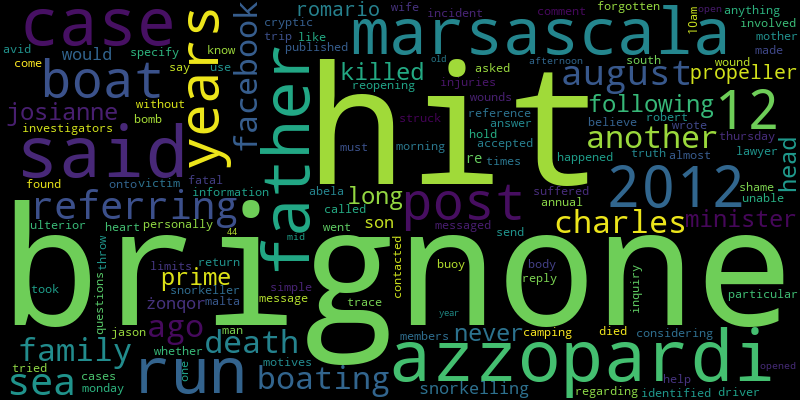 case
years
facebook
cryptic
avid
would
specify
trip
like
romario
wife
incident
published
marsascala
comment
forgotten
10am
open
anything
involved
mother
made
come
boat
say
use
know
father
killed
asked
reopening
injuries
old
afternoon
south
august
wound
propeller
josianne
without
bomb
investigators
said
hit
wounds
struck
reference
answer
hold
accepted
believe
robert
wrote
following
12
another
truth
almost
thursday
lawyer
head
found
onto
victim
fatal
information
abela
must
morning
re
times
happened
long
called
post
suffered
annual
2012
shame
unable
referring
ulterior
heart
personally
44
mid
went
son
messaged
send
charles
minister
brignone
took
throw
questions
limits
return
prime
snorkeller
żonqor
malta
simple
message
trace
contacted
buoy
body
reply
inquiry
particular
ago
jason
man
death
members
never
camping
died
considering
year
family
whether
motives
azzopardi
opened
sea
tried
cases
monday
run
one
boating
snorkelling
regarding
identified
help
driver